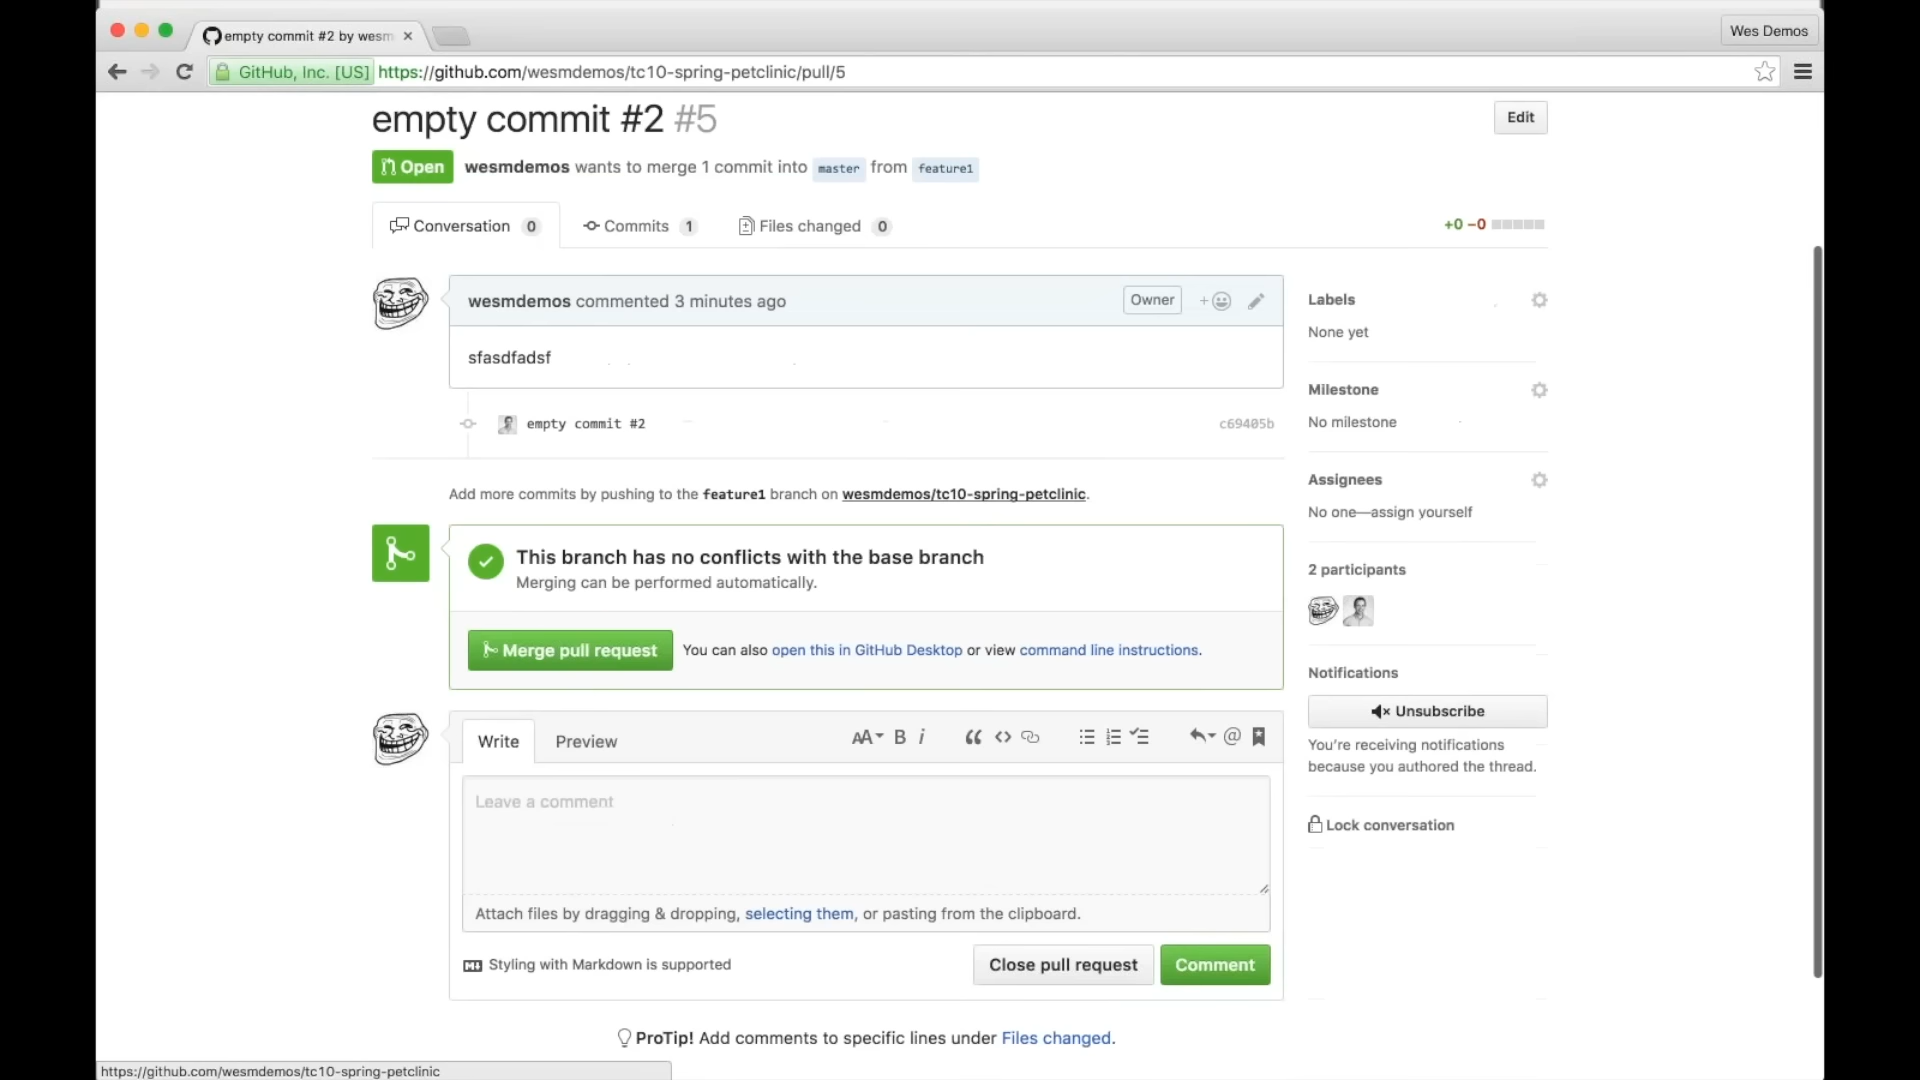 empty commit #2 by wesm
Wes Demos
GitHub, Inc. [US] https://github.com/wesmdemos/tc10-spring-petclinic/pull/5
empty commit #2 #5
Edit
Open wesmdemos wants to merge 1 commit into master from feature1
Conversation 0 Commits 1 Files changed 0
+0 −0
wesmdemos commented 3 minutes ago
Owner
sfasdfadsf
empty commit #2
c69405b
Add more commits by pushing to the feature1 branch on wesmdemos/tc10-spring-petclinic.
This branch has no conflicts with the base branch
Merging can be performed automatically.
Merge pull request You can also open this in GitHub Desktop or view command line instructions.
Write Preview
AA B i
Leave a comment
Attach files by dragging & dropping, selecting them, or pasting from the clipboard.
Styling with Markdown is supported
Close pull request Comment
ProTip! Add comments to specific lines under Files changed.
Labels
None yet
Milestone
No milestone
Assignees
No one—assign yourself
2 participants
Notifications
Unsubscribe
You’re receiving notifications
because you authored the thread.
Lock conversation
https://github.com/wesmdemos/tc10-spring-petclinic